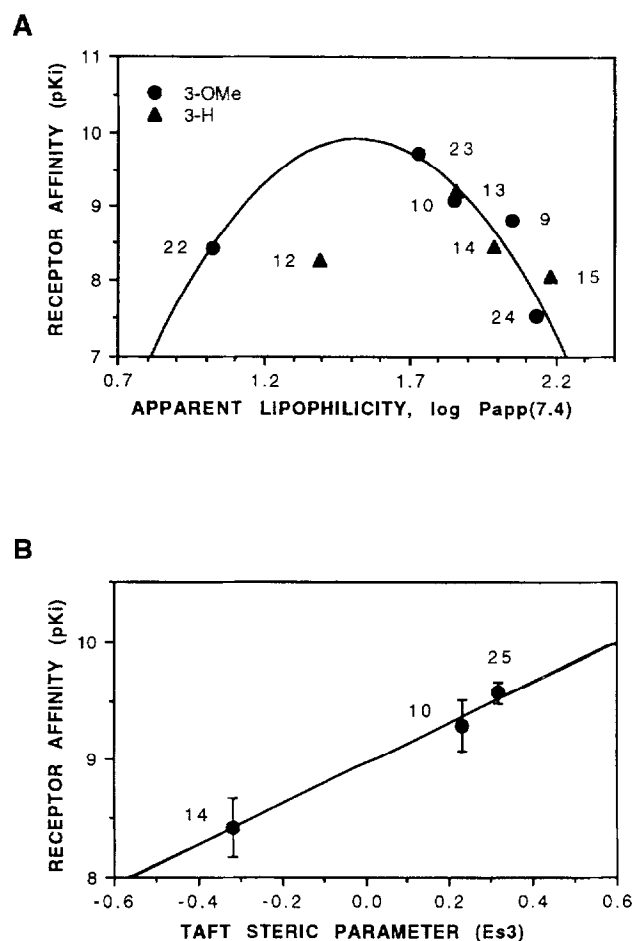 A
RECEPTOR AFFINITY (pKi)
11
10
9
8
7
3-OMe
3-H
23
13
10
9
22
12
14
15
24
0.7 1.2 1.7 2.2
APPARENT LIPOPHILICITY, log Papp(7.4)
B
RECEPTOR AFFINITY (pKi)
10
9
8
25
10
14
-0.6 -0.4 -0.2 0.0 0.2 0.4 0.6
TAFT STERIC PARAMETER (Es3)